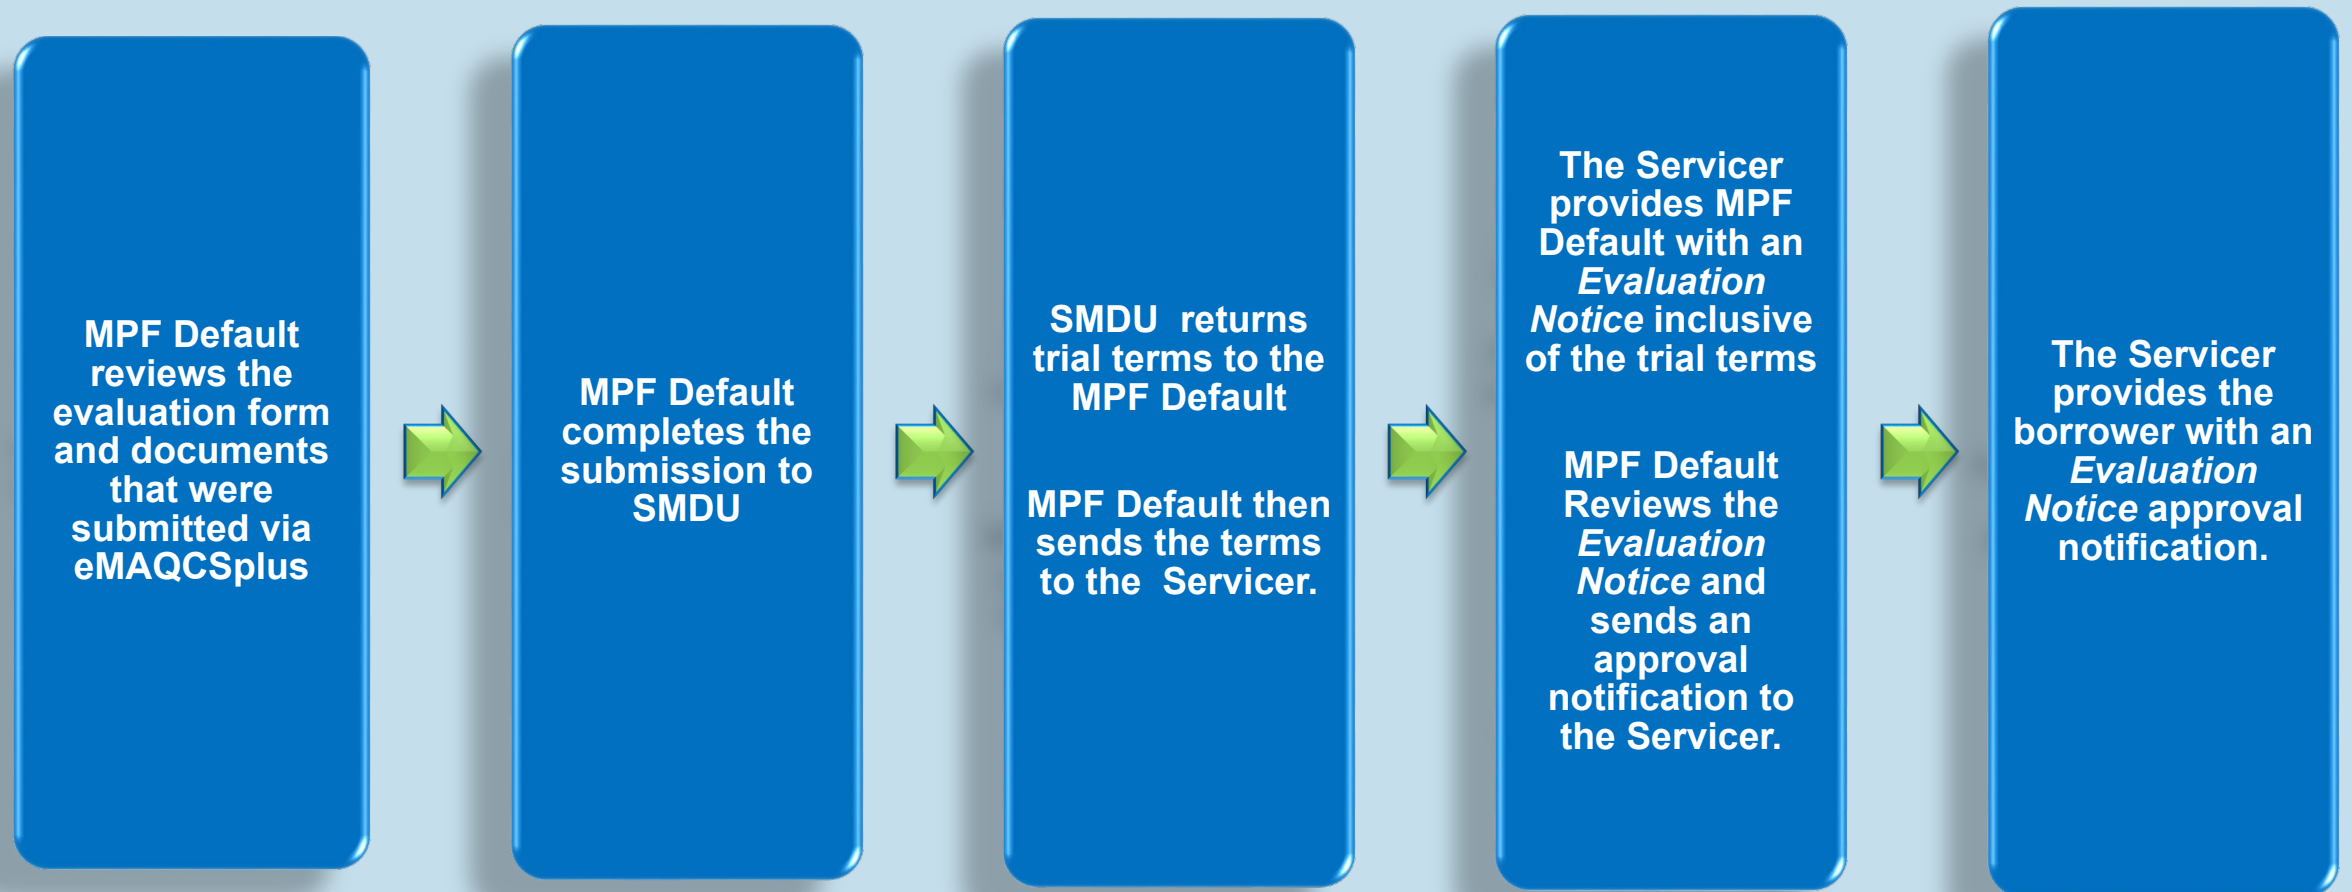 MPF Default
reviews the
evaluation form
and documents
that were
submitted via
eMAQCSplus
MPF Default
completes the
submission to
SMDU
SMDU  returns
trial terms to the
MPF Default
MPF Default then
sends the terms
to the  Servicer.
The Servicer
provides MPF
Default with an
Evaluation
Notice inclusive
of the trial terms
MPF Default
Reviews the
Evaluation
Notice and
sends an
approval
notification to
the Servicer.
The Servicer
provides the
borrower with an
Evaluation
Notice approval
notification.